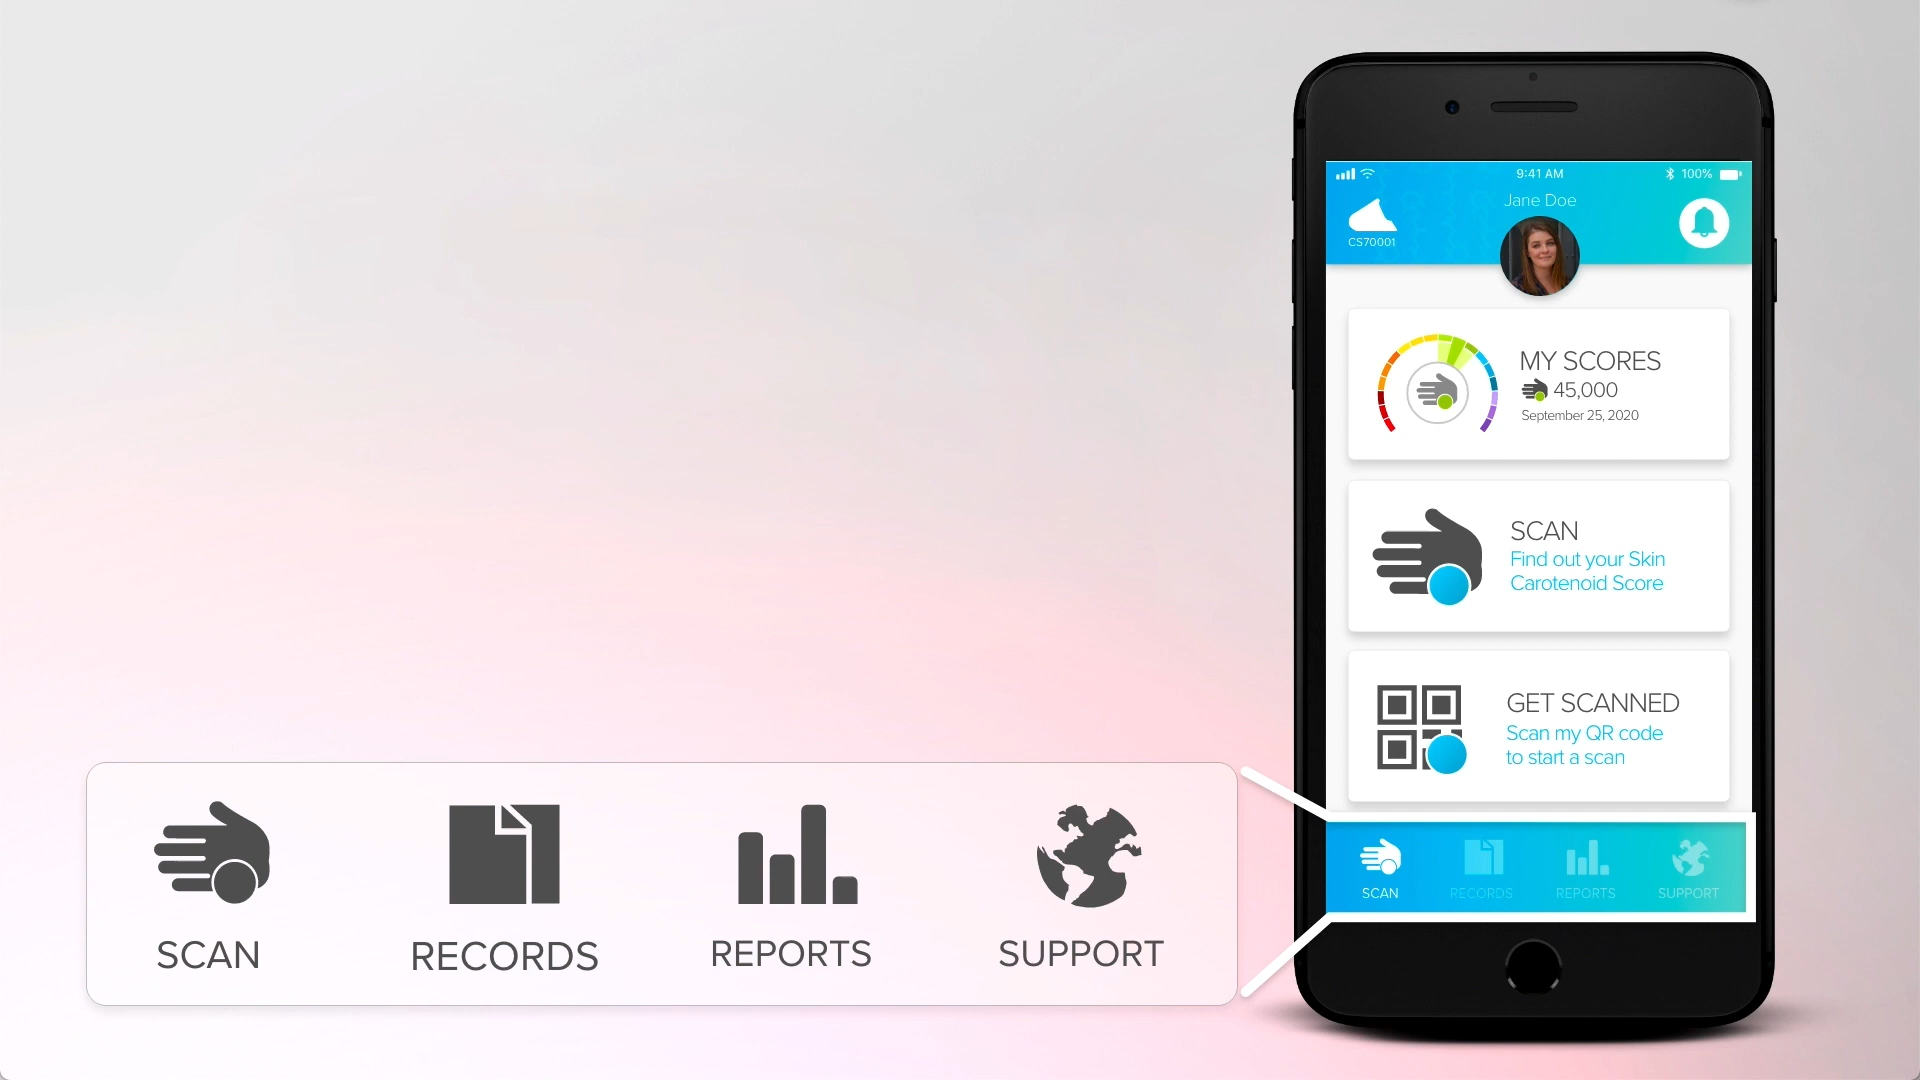 9:41 AM
100%
Jane Doe
CS70001
MY SCORES
45,000
September 25, 2020
SCAN
Find out your Skin
Carotenoid Score
GET SCANNED
Scan my QR code
to start a scan
SCAN RECORDS REPORTS SUPPORT
SCAN RECORDS REPORTS SUPPORT